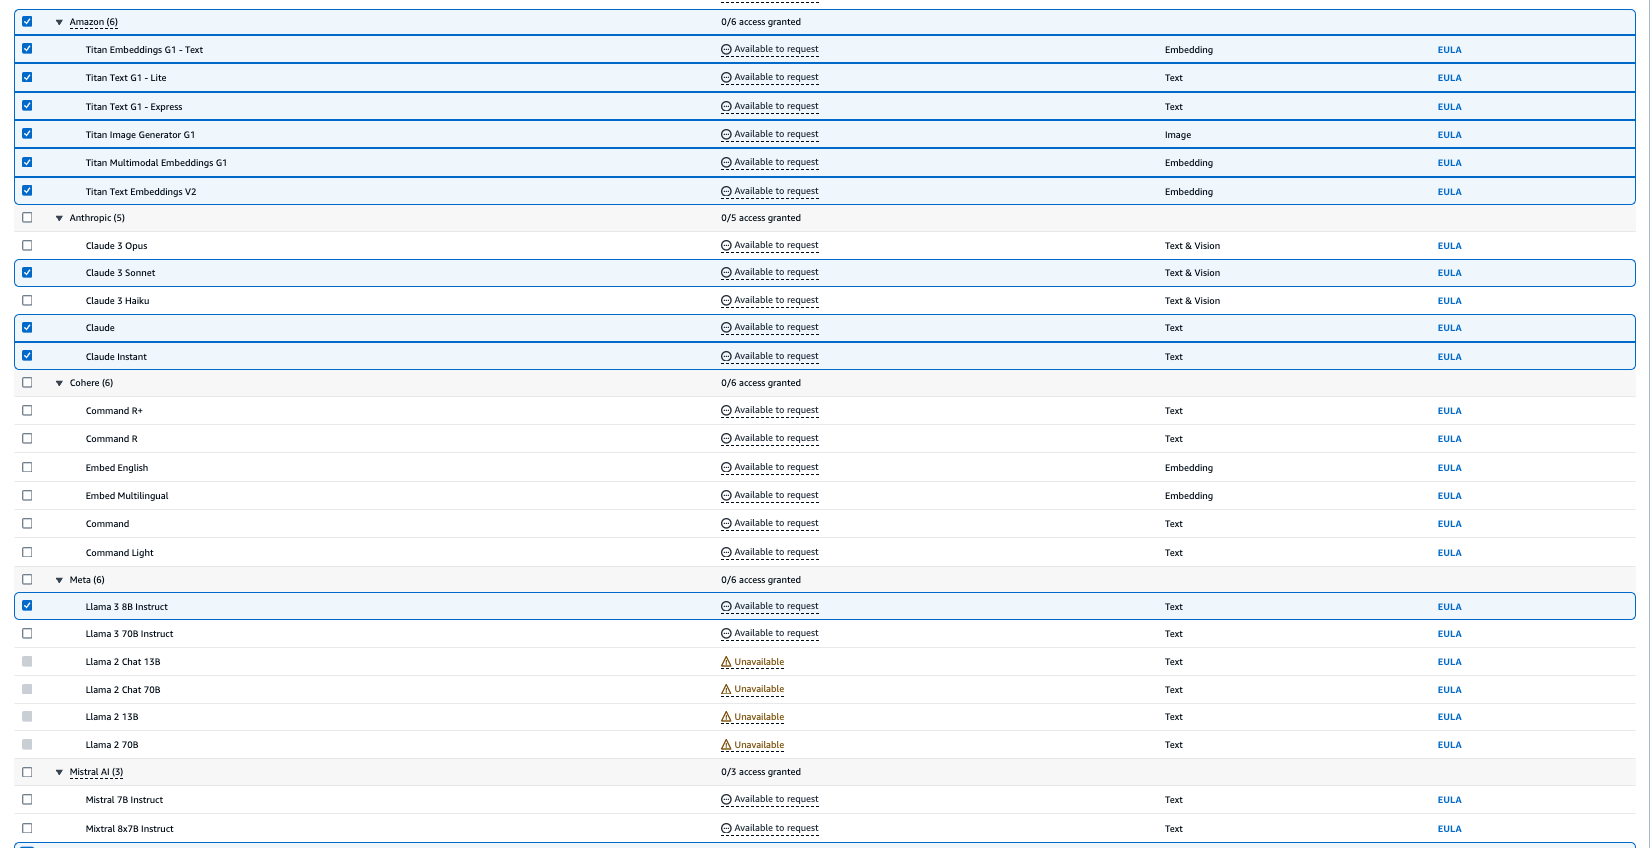 Amazon (6) 0/6 access granted
Titan Embeddings G1 - Text Available to request Embedding EULA
Titan Text G1 - Lite Available to request Text EULA
Titan Text G1 - Express Available to request Text EULA
Titan Image Generator G1 Available to request Image EULA
Titan Multimodal Embeddings G1 Available to request Embedding EULA
Titan Text Embeddings V2 Available to request Embedding EULA
Anthropic (5) 0/5 access granted
Claude 3 Opus Available to request Text & Vision EULA
Claude 3 Sonnet Available to request Text & Vision EULA
Claude 3 Haiku Available to request Text & Vision EULA
Claude Available to request Text EULA
Claude Instant Available to request Text EULA
Cohere (6) 0/6 access granted
Command R+ Available to request Text EULA
Command R Available to request Text EULA
Embed English Available to request Embedding EULA
Embed Multilingual Available to request Embedding EULA
Command Available to request Text EULA
Command Light Available to request Text EULA
Meta (6) 0/6 access granted
Llama 3 8B Instruct Available to request Text EULA
Llama 3 70B Instruct Available to request Text EULA
Llama 2 Chat 13B Unavailable Text EULA
Llama 2 Chat 70B Unavailable Text EULA
Llama 2 13B Unavailable Text EULA
Llama 2 70B Unavailable Text EULA
Mistral AI (3) 0/3 access granted
Mistral 7B Instruct Available to request Text EULA
Mixtral 8x7B Instruct Available to request Text EULA